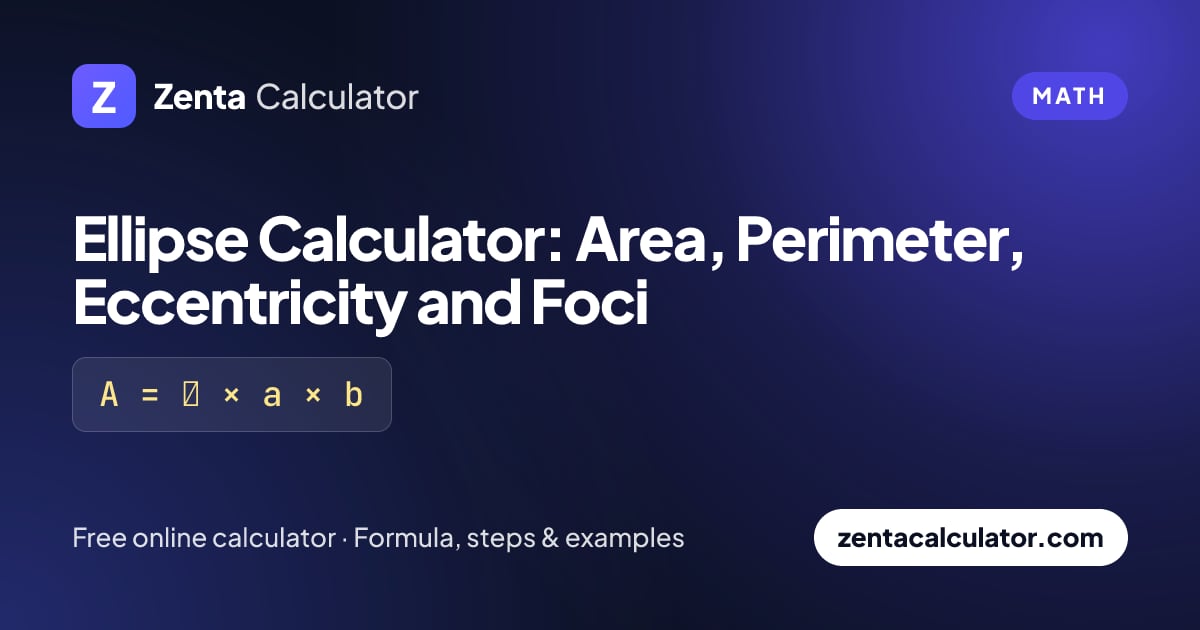 Z Zenta Calculator
MATH
Ellipse Calculator: Area, Perimeter,
Eccentricity and Foci
A = × a × b
Free online calculator · Formula, steps & examples
zentacalculator.com